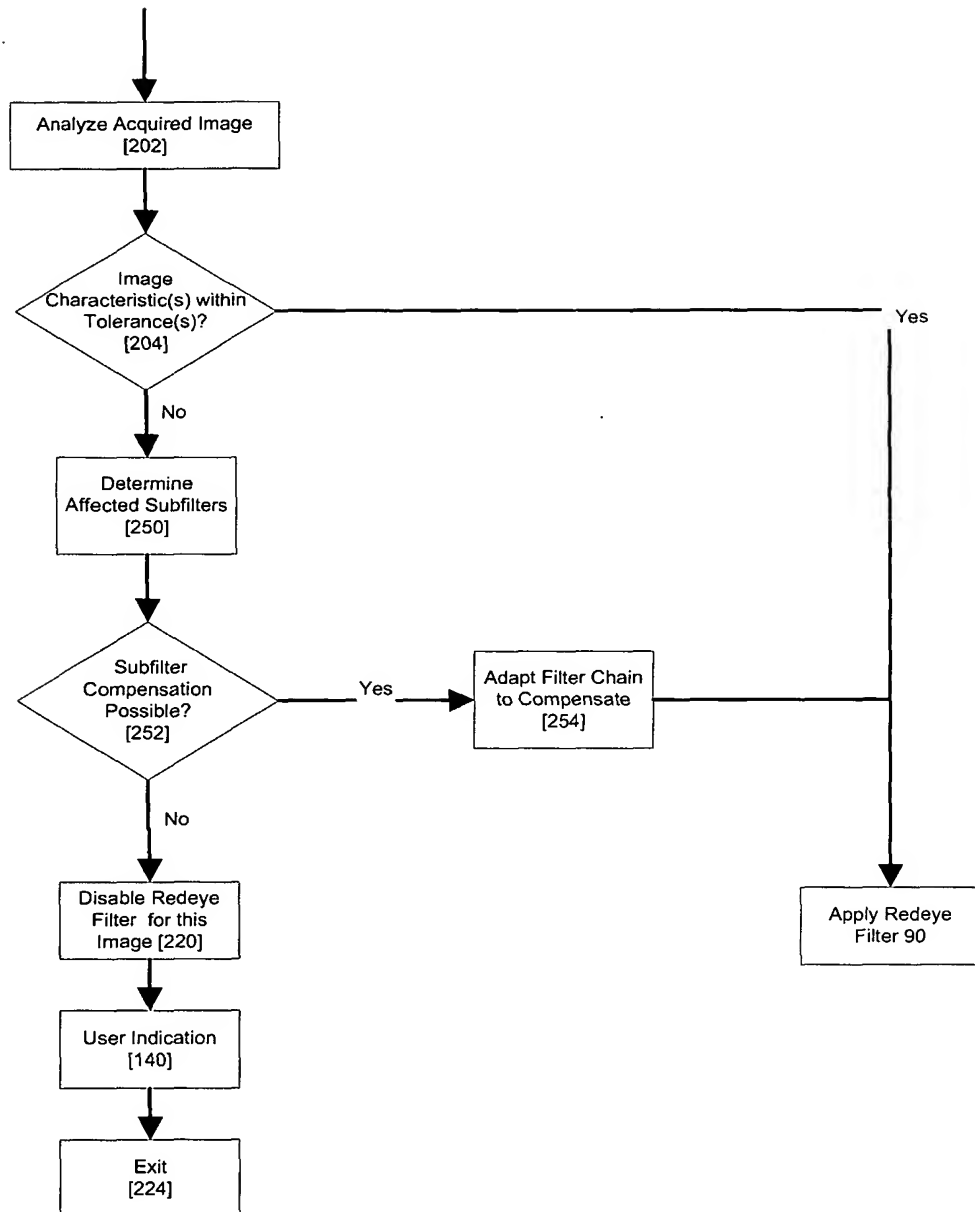 Analyze Acquired Image
[202]
Image
Characteristic(s) within
Tolerance(s)?
[204]
Yes
No
Determine
Affected Subfilters
[250]
Subfilter
Compensation
Possible?
[252]
Yes
Adapt Filter Chain
to Compensate
[254]
No
Disable Redeye
Filter for this
Image [220]
Apply Redeye
Filter 90
User Indication
[140]
Exit
[224]